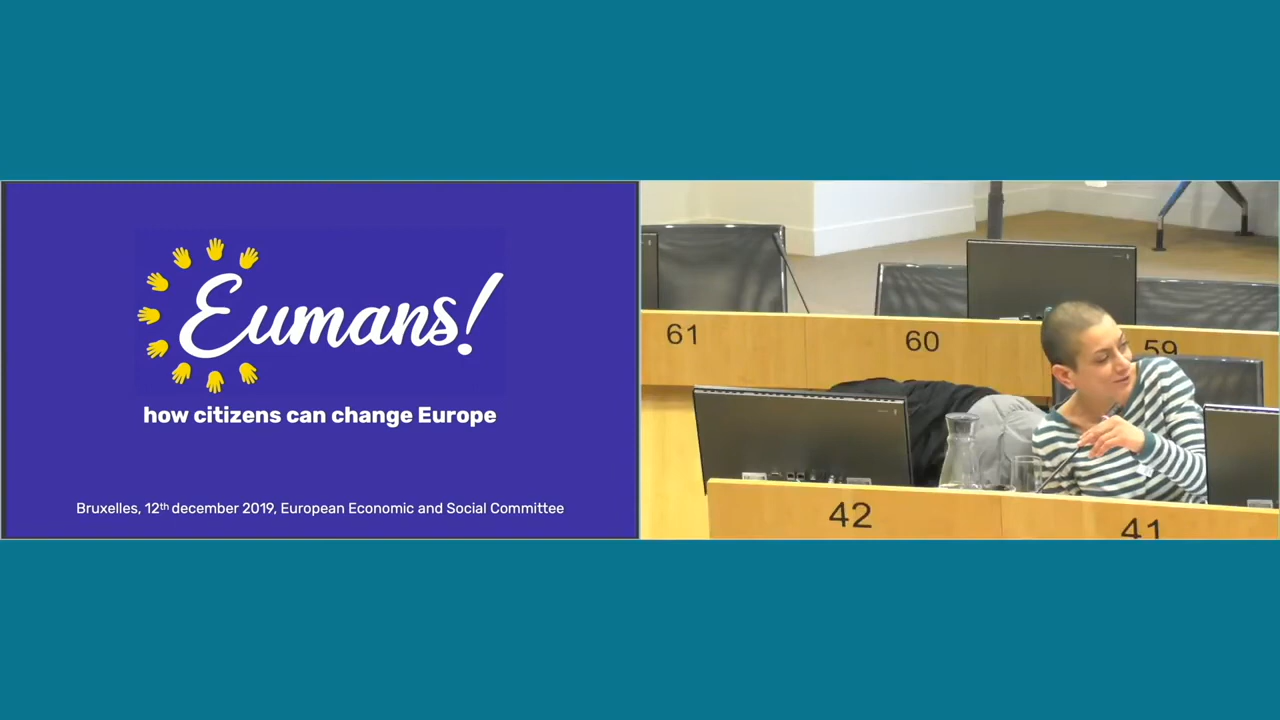 Eumans!
how citizens can change Europe
Bruxelles, 12th december 2019, European Economic and Social Committee
61
60
59
42
41